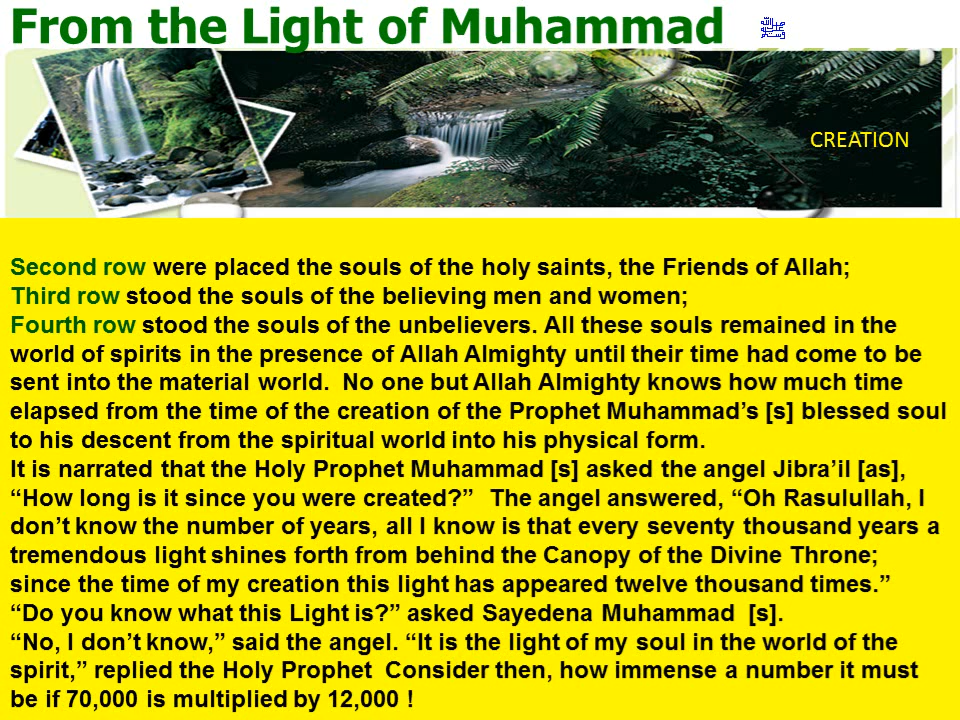 From the Light of Muhammad ﷺ
CREATION
Second row were placed the souls of the holy saints, the Friends of Allah;
Third row stood the souls of the believing men and women;
Fourth row stood the souls of the unbelievers. All these souls remained in the
world of spirits in the presence of Allah Almighty until their time had come to be
sent into the material world. No one but Allah Almighty knows how much time
elapsed from the time of the creation of the Prophet Muhammad’s [s] blessed soul
to his descent from the spiritual world into his physical form.
It is narrated that the Holy Prophet Muhammad [s] asked the angel Jibra’il [as],
“How long is it since you were created?” The angel answered, “Oh Rasulullah, I
don’t know the number of years, all I know is that every seventy thousand years a
tremendous light shines forth from behind the Canopy of the Divine Throne;
since the time of my creation this light has appeared twelve thousand times.”
“Do you know what this Light is?” asked Sayedena Muhammad [s].
“No, I don’t know,” said the angel. “It is the light of my soul in the world of the
spirit,” replied the Holy Prophet Consider then, how immense a number it must
be if 70,000 is multiplied by 12,000 !